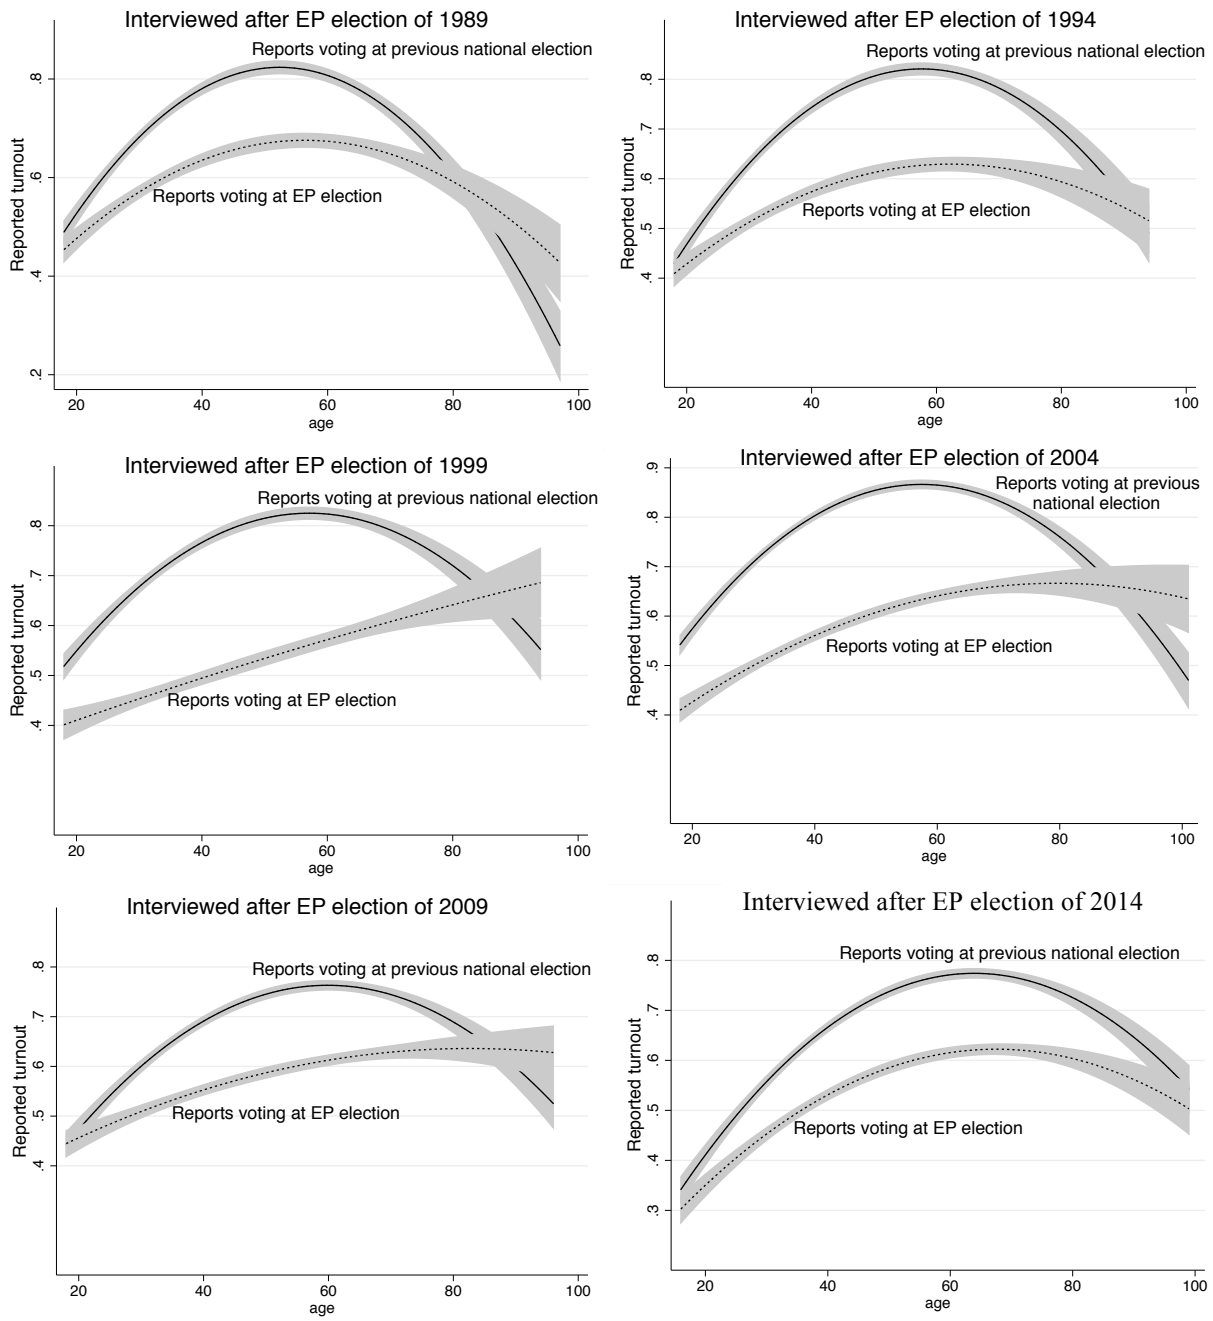 Interviewed after EP election of 1989
Reports voting at previous national election
Reports voting at EP election
Reported turnout
.8
.6
.4
.2
20 40 60 80 100
age
Interviewed after EP election of 1994
Reports voting at previous national election
Reports voting at EP election
Reported turnout
.8
.7
.6
.5
.4
20 40 60 80 100
age
Interviewed after EP election of 1999
Reports voting at previous national election
Reports voting at EP election
Reported turnout
.8
.7
.6
.5
.4
20 40 60 80 100
age
Interviewed after EP election of 2004
Reports voting at previous
national election
Reports voting at EP election
Reported turnout
.9
.8
.7
.6
.5
.4
20 40 60 80 100
age
Interviewed after EP election of 2009
Reports voting at previous national election
Reports voting at EP election
Reported turnout
.8
.7
.6
.5
.4
20 40 60 80 100
age
Interviewed after EP election of 2014
Reports voting at previous national election
Reports voting at EP election
Reported turnout
.8
.7
.6
.5
.4
.3
20 40 60 80 100
age